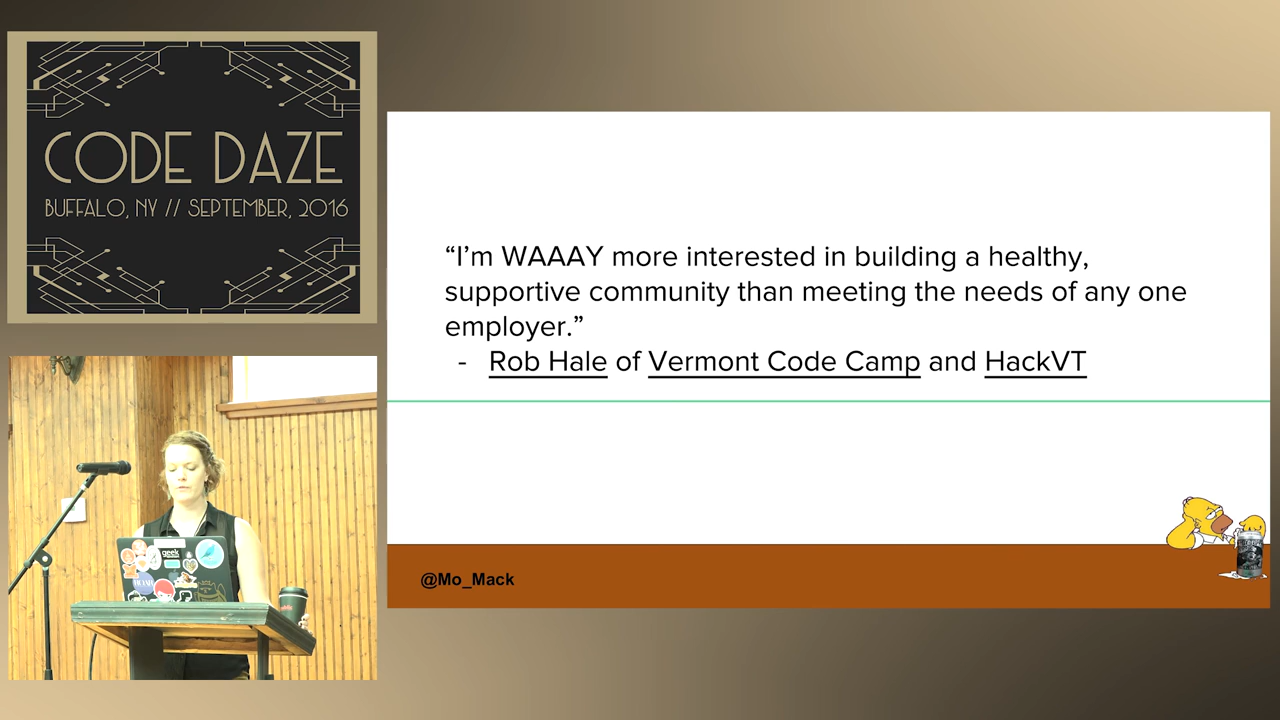 CODE DAZE
BUFFALO, NY // SEPTEMBER, 2016
“I’m WAAAY more interested in building a healthy,
supportive community than meeting the needs of any one
employer.”
- Rob Hale of Vermont Code Camp and HackVT
@Mo_Mack
geek